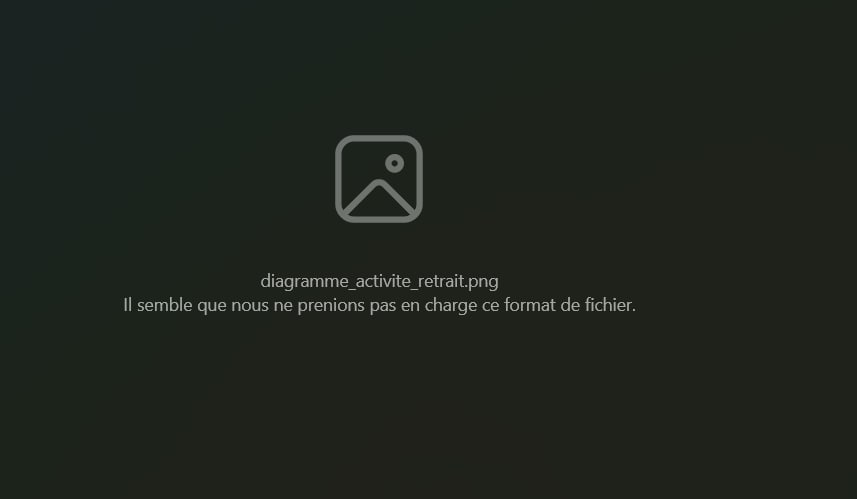 diagramme_activite_retrait.png
Il semble que nous ne prenions pas en charge ce format de fichier.